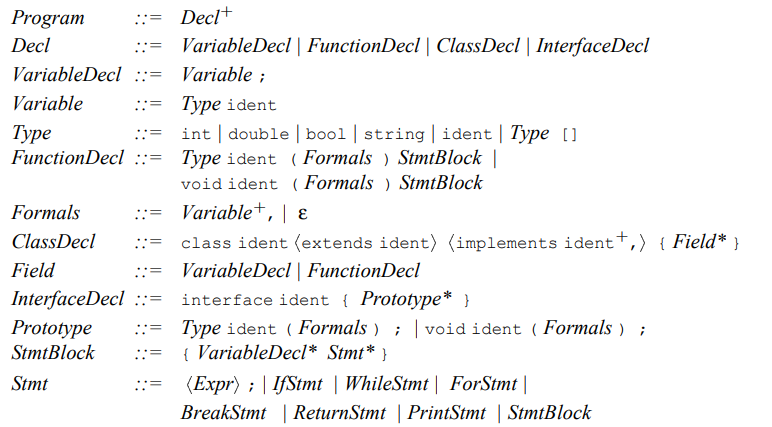 Program ::= Decl⁺
Decl ::= VariableDecl | FunctionDecl | ClassDecl | InterfaceDecl
VariableDecl ::= Variable ;
Variable ::= Type ident
Type ::= int | double | bool | string | ident | Type []
FunctionDecl ::= Type ident ( Formals ) StmtBlock |
void ident ( Formals ) StmtBlock
Formals ::= Variable⁺, | ε
ClassDecl ::= class ident ⟨extends ident⟩ ⟨implements ident⁺,⟩ { Field* }
Field ::= VariableDecl | FunctionDecl
InterfaceDecl ::= interface ident { Prototype* }
Prototype ::= Type ident ( Formals ) ; | void ident ( Formals ) ;
StmtBlock ::= { VariableDecl* Stmt* }
Stmt ::= ⟨Expr⟩ ; | IfStmt | WhileStmt | ForStmt |
BreakStmt | ReturnStmt | PrintStmt | StmtBlock